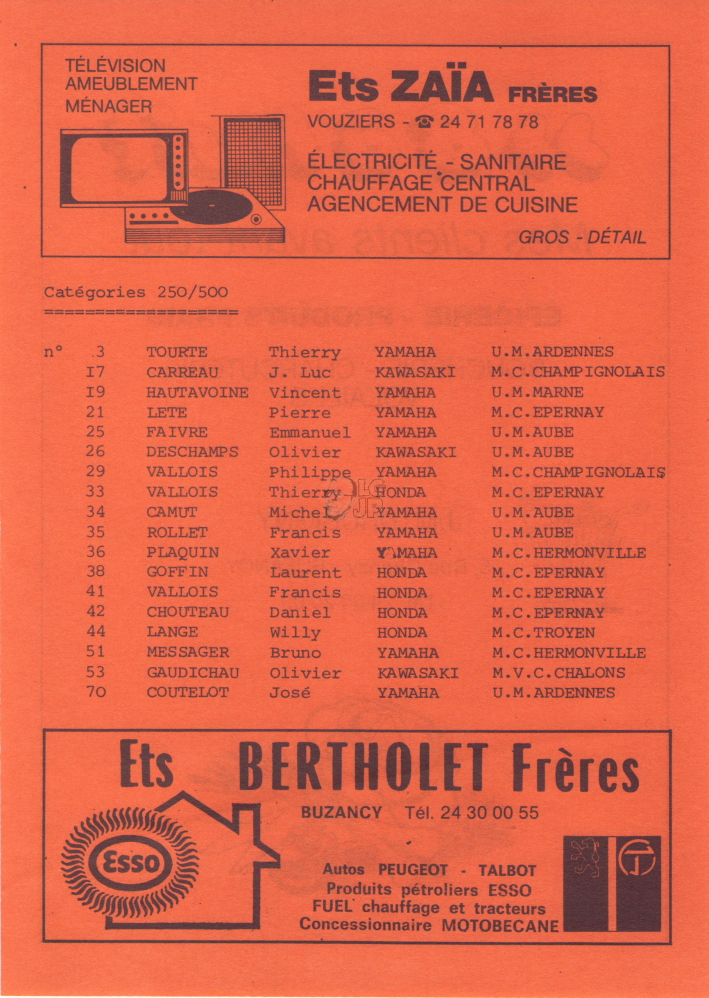 TÉLÉVISION
AMEUBLEMENT
MÉNAGER
Ets ZAÏA FRÈRES
VOUZIERS - ☎ 24 71 78 78
ÉLECTRICITÉ - SANITAIRE
CHAUFFAGE CENTRAL
AGENCEMENT DE CUISINE
GROS - DÉTAIL
Catégories 250/500
===================
n° 3 TOURTE Thierry YAMAHA U.M.ARDENNES
I7 CARREAU J. Luc KAWASAKI M.C.CHAMPIGNOLAIS
I9 HAUTAVOINE Vincent YAMAHA U.M.MARNE
21 LETE Pierre YAMAHA M.C.EPERNAY
25 FAIVRE Emmanuel YAMAHA U.M.AUBE
26 DESCHAMPS Olivier KAWASAKI U.M.AUBE
29 VALLOIS Philippe YAMAHA M.C.CHAMPIGNOLAIS
33 VALLOIS Thierry HONDA M.C.EPERNAY
34 CAMUT Michel YAMAHA U.M.AUBE
35 ROLLET Francis YAMAHA U.M.AUBE
36 PLAQUIN Xavier YAMAHA M.C.HERMONVILLE
38 GOFFIN Laurent HONDA M.C.EPERNAY
41 VALLOIS Francis HONDA M.C.EPERNAY
42 CHOUTEAU Daniel HONDA M.C.EPERNAY
44 LANGE Willy HONDA M.C.TROYEN
51 MESSAGER Bruno YAMAHA M.C.HERMONVILLE
53 GAUDICHAU Olivier KAWASAKI M.V.C.CHALONS
70 COUTELOT José YAMAHA U.M.ARDENNES
Ets BERTHOLET Frères
BUZANCY Tél. 24 30 00 55
Esso
Autos PEUGEOT - TALBOT
Produits pétroliers ESSO
FUEL chauffage et tracteurs
Concessionnaire MOTOBECANE